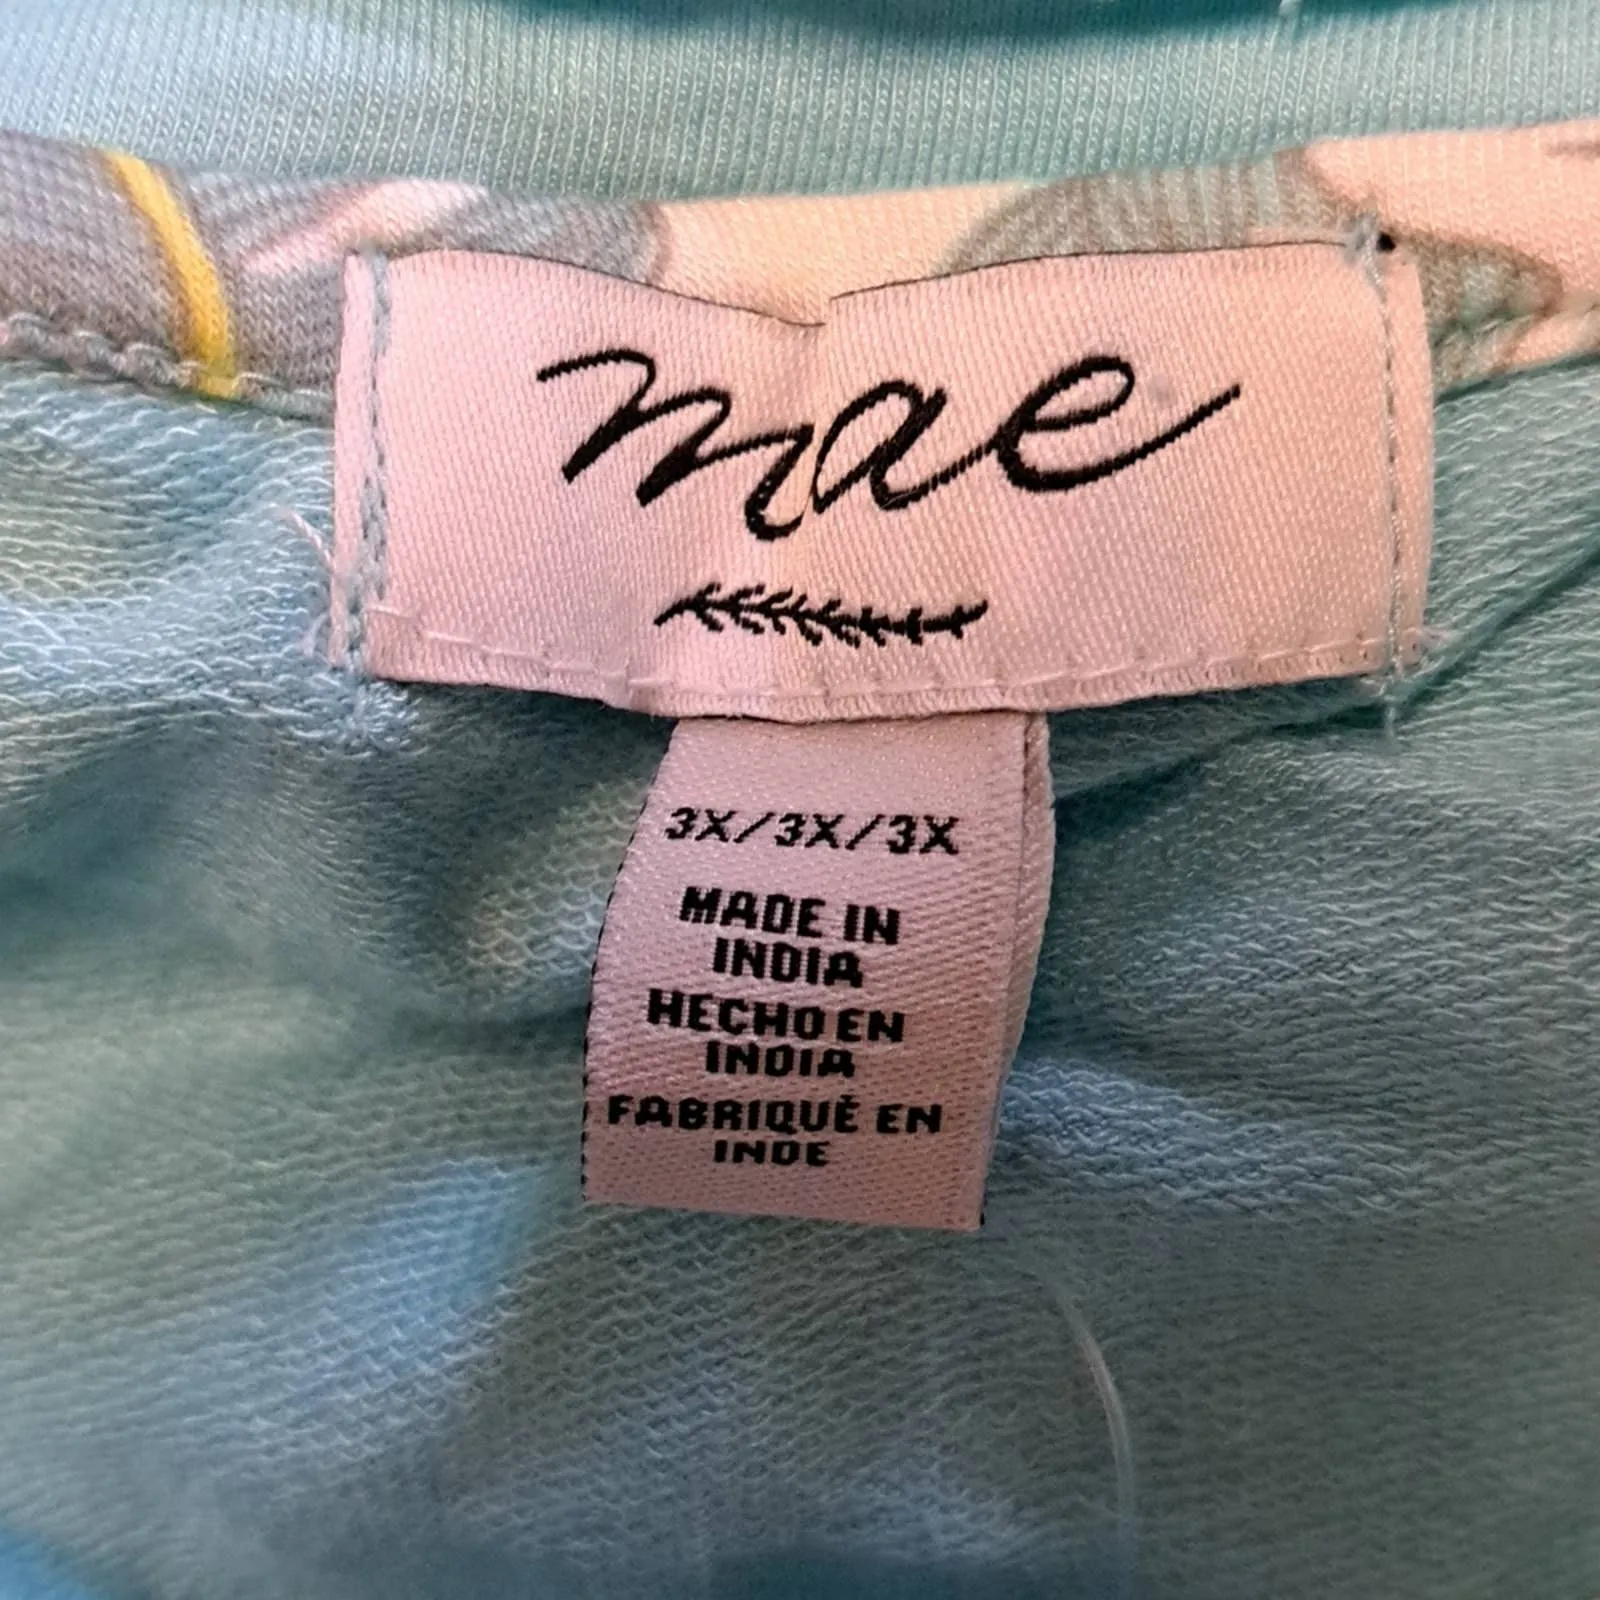 mae
3X/3X/3X
MADE IN
INDIA
HECHO EN
INDIA
FABRIQUÉ EN
INDE